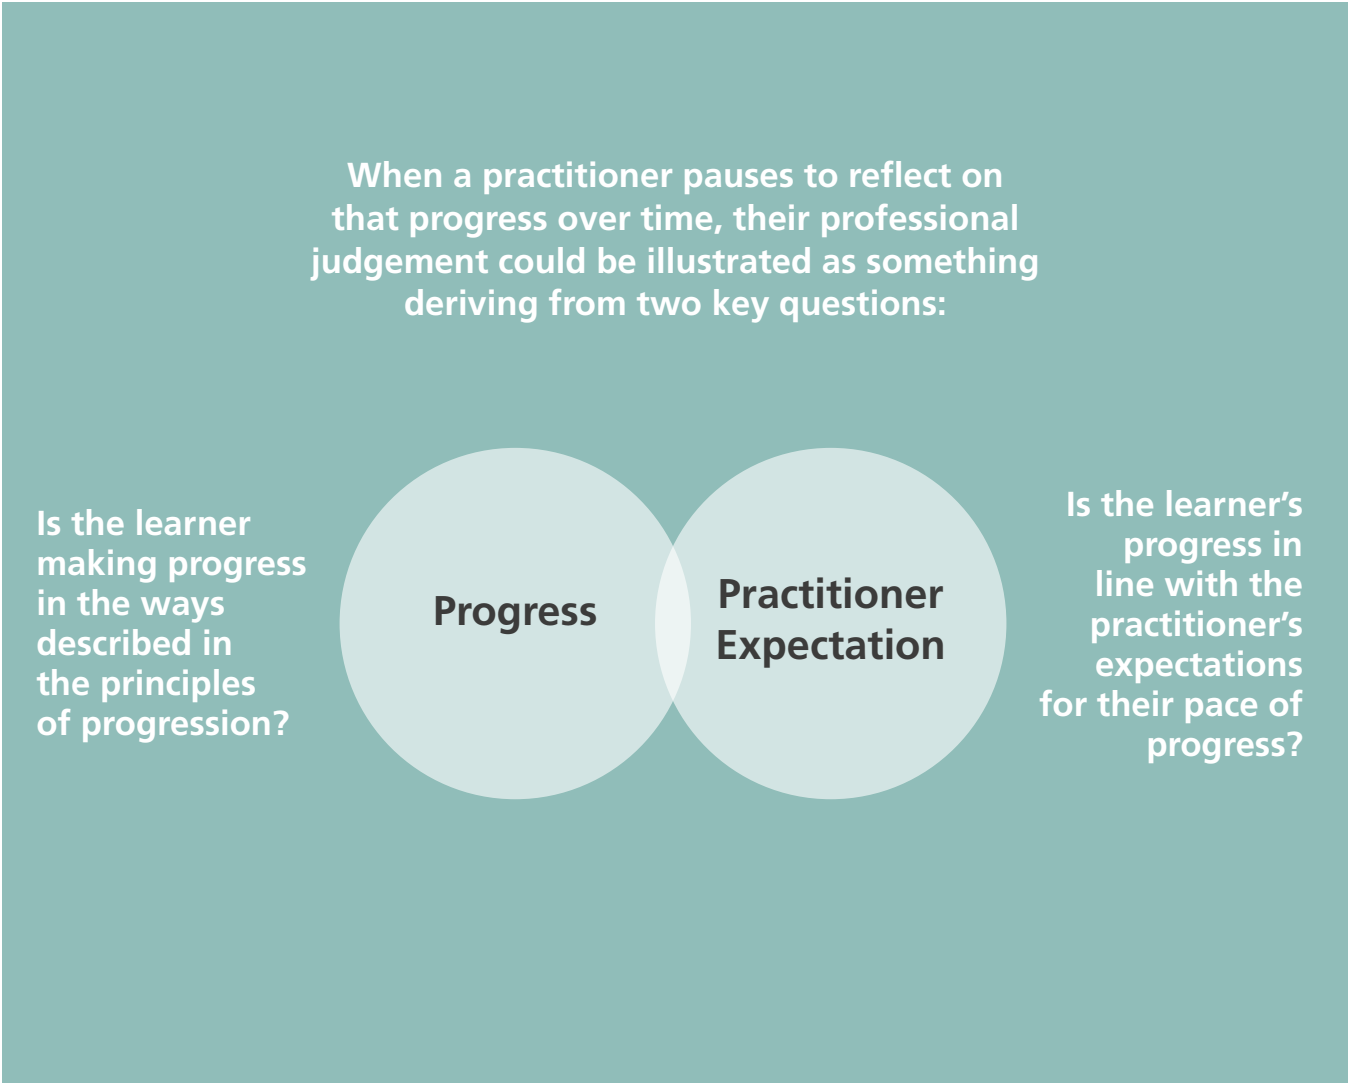 When a practitioner pauses to reflect on
that progress over time, their professional
judgement could be illustrated as something
deriving from two key questions:
Is the learner
making progress
in the ways
described in
the principles
of progression?
Progress
Practitioner
Expectation
Is the learner’s
progress in
line with the
practitioner’s
expectations
for their pace of
progress?